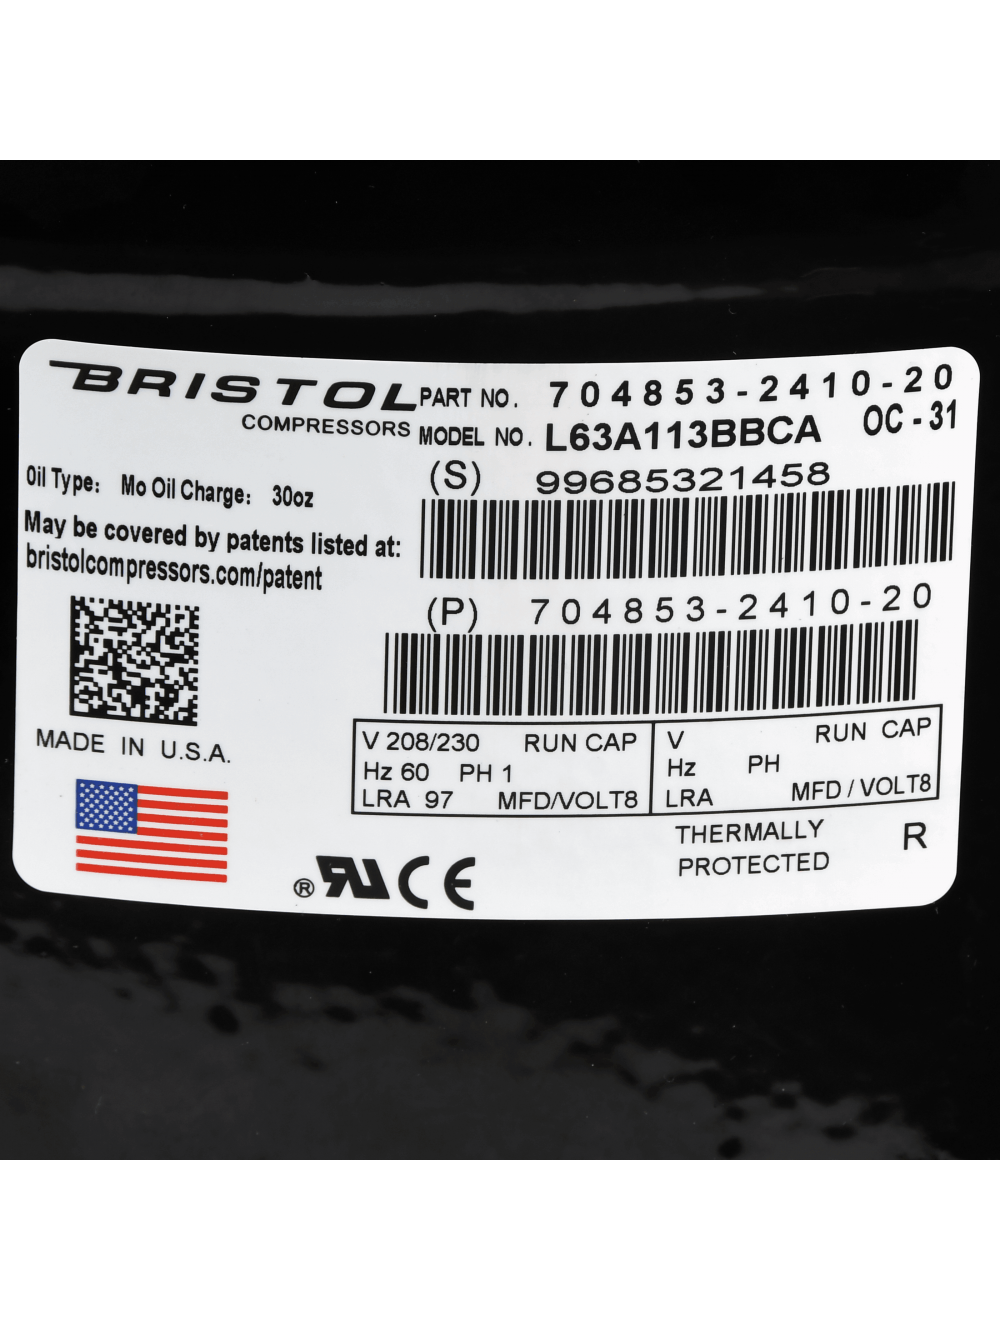 BRISTOL
COMPRESSORS
PART NO. 704853-2410-20
MODEL NO. L63A113BBCA OC-31
(S) 99685321458
Oil Type: Mo Oil Charge: 30oz
May be covered by patents listed at:
bristolcompressors.com/patent
(P) 704853-2410-20
MADE IN U.S.A.
V 208/230 RUN CAP
Hz 60 PH 1
LRA 97 MFD/VOLT8
V RUN CAP
Hz PH
LRA MFD / VOLT8
THERMALLY
PROTECTED
R
® RU CE